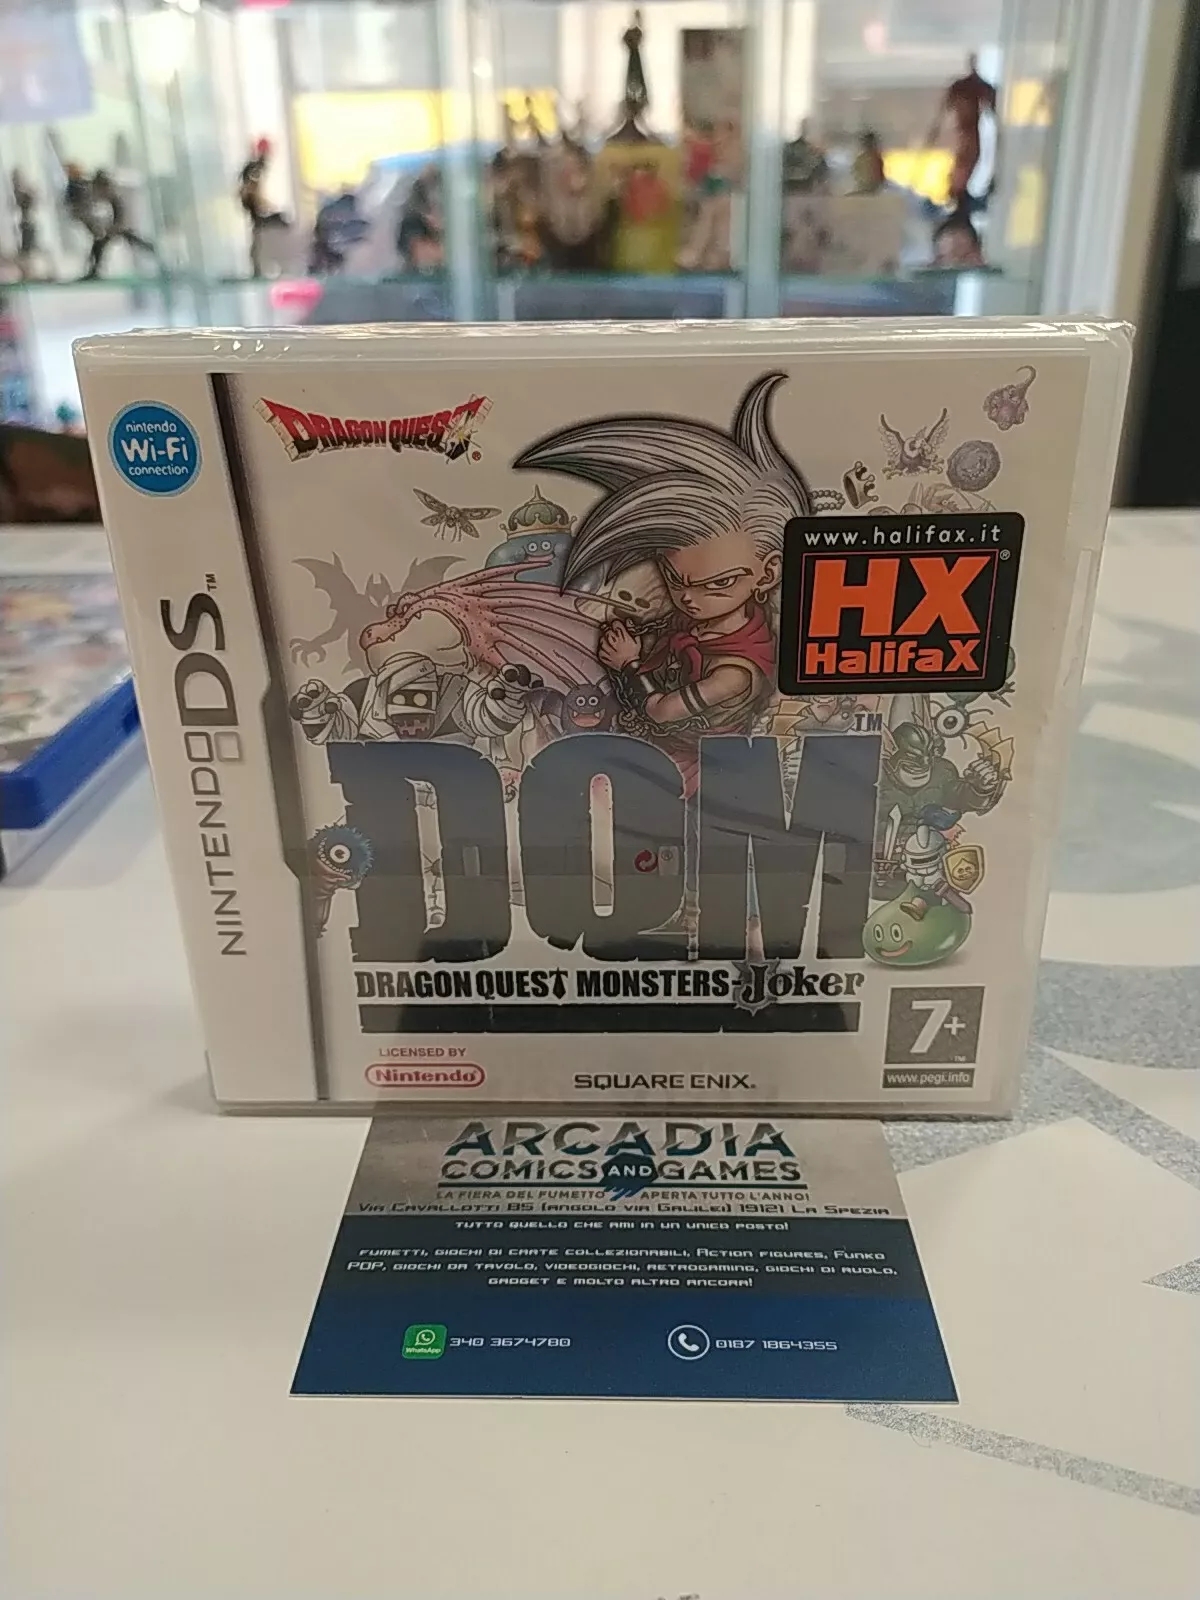 nintendo
Wi-Fi
connection
DRAGON QUEST®
www.halifax.it
HX®
HalifaX
NINTENDO DS™
DQM™
DRAGON QUEST MONSTERS-Joker
7+™
www.pegi.info
LICENSED BY
Nintendo®
SQUARE ENIX.
ARCADIA
COMICS AND GAMES
LA FIERA DEL FUMETTO APERTA TUTTO L'ANNO!
Via Cavallotti 85 (angolo via Galilei) 19121 La Spezia
TUTTO QUELLO CHE AMI IN UN UNICO POSTO!
FUMETTI, GIOCHI DI CARTE COLLEZIONABILI, ACTION FIGURES, FUNKO
POP, GIOCHI DA TAVOLO, VIDEOGIOCHI, RETROGAMING, GIOCHI DI RUOLO,
GADGET E MOLTO ALTRO ANCORA!
WhatsApp 340 3674780
0187 1864355